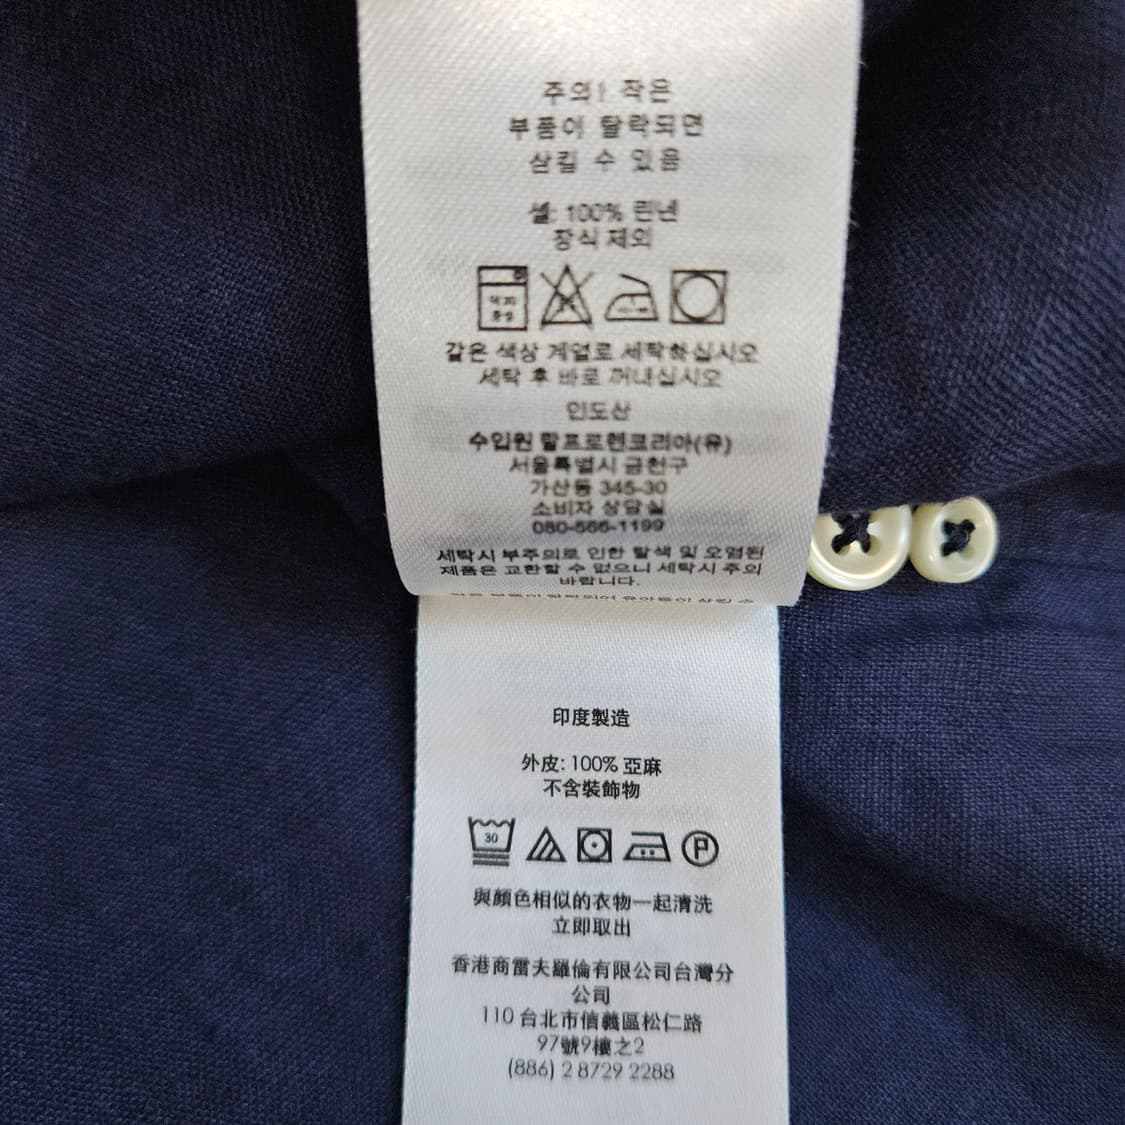 주의! 작은
부품이 탈락되면
삼킬 수 있음
셸: 100% 린넨
장식 제외
같은 색상 계열로 세탁하십시오
세탁 후 바로 꺼내십시오
인도산
수입원 랄프로렌코리아(유)
서울특별시 금천구
가산동 345-30
소비자 상담실
080-566-1199
세탁시 부주의로 인한 탈색 및 오염된
제품은 교환할 수 없으니 세탁시 주의
바랍니다.
印度製造
外皮: 100% 亞麻
不含裝飾物
30
P
與顏色相似的衣物一起清洗
立即取出
香港商雷夫羅倫有限公司台灣分
公司
110 台北市信義區松仁路
97號9樓之2
(886) 2 8729 2288